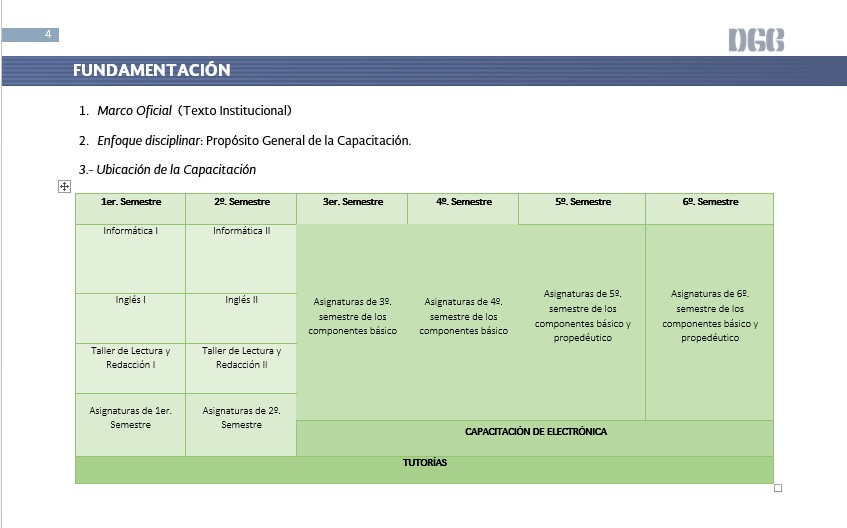 4
DGB
FUNDAMENTACIÓN
1. Marco Oficial (Texto Institucional)
2. Enfoque disciplinar: Propósito General de la Capacitación.
3.- Ubicación de la Capacitación
1er. Semestre 2º. Semestre 3er. Semestre 4º. Semestre 5º. Semestre 6º. Semestre
Informática I Informática II
Inglés I Inglés II
Taller de Lectura y
Redacción I
Taller de Lectura y
Redacción II
Asignaturas de 1er.
Semestre
Asignaturas de 2º.
Semestre
Asignaturas de 3º.
semestre de los
componentes básico
Asignaturas de 4º.
semestre de los
componentes básico
Asignaturas de 5º.
semestre de los
componentes básico y
propedéutico
Asignaturas de 6º.
semestre de los
componentes básico y
propedéutico
CAPACITACIÓN DE ELECTRÓNICA
TUTORÍAS